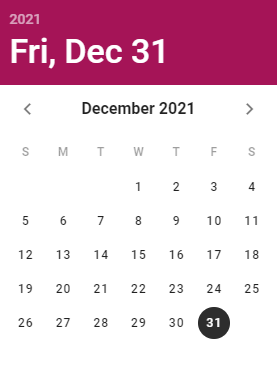 2021
Fri, Dec 31
December 2021
S M T W T F S
1 2 3 4
5 6 7 8 9 10 11
12 13 14 15 16 17 18
19 20 21 22 23 24 25
26 27 28 29 30 31